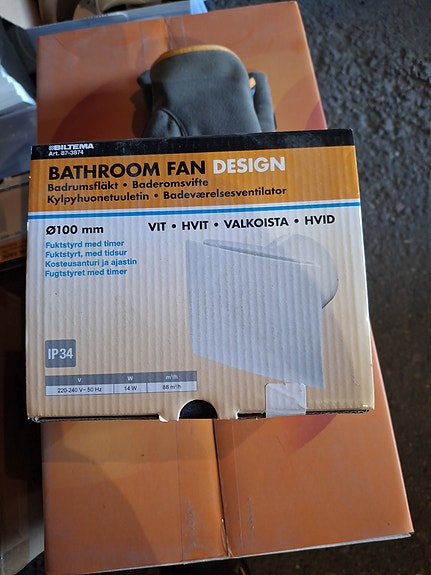 BILTEMA
Art. 87-3874
BATHROOM FAN DESIGN
Badrumsfläkt • Baderomsvifte
Kylpyhuonetuuletin • Badeværelsesventilator
Ø100 mm
VIT • HVIT • VALKOISTA • HVID
Fuktstyrd med timer
Fuktstyrt, med tidsur
Kosteusanturi ja ajastin
Fugtstyret med timer
IP34
V W m³/h
220-240 V~ 50 Hz 14 W 88 m³/h